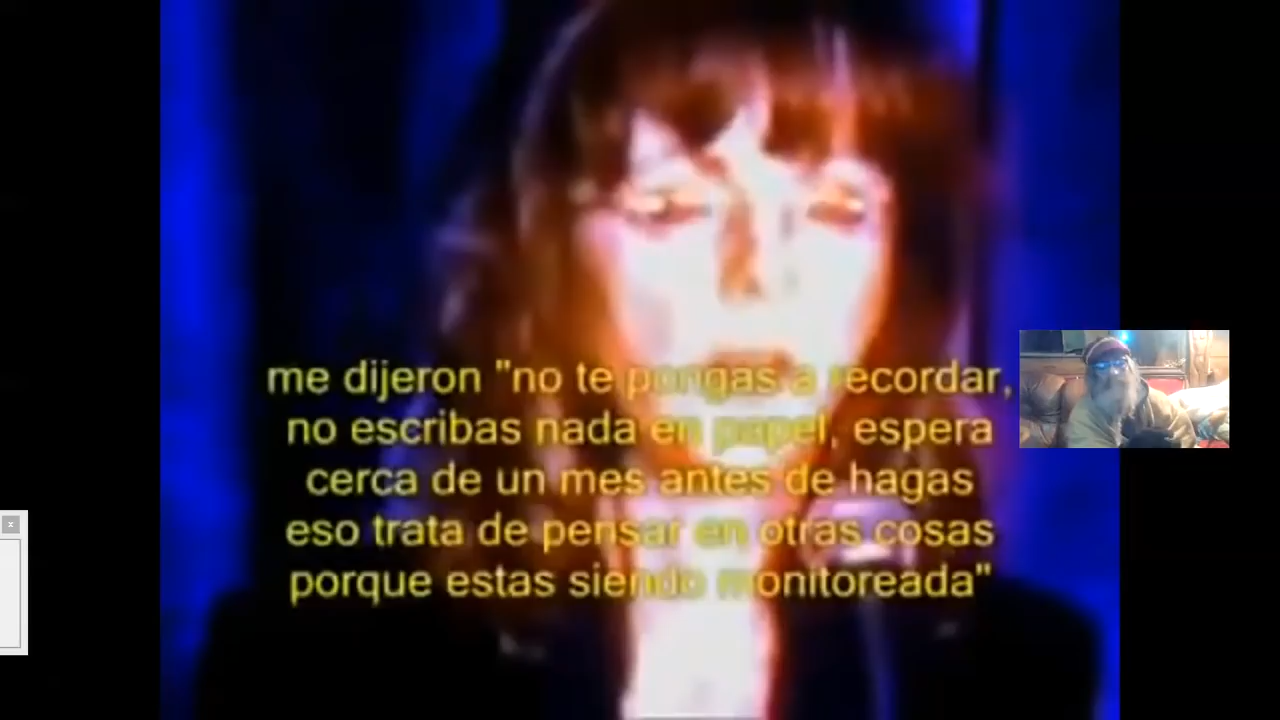 me dijeron "no te pongas a recordar,
no escribas nada en papel, espera
cerca de un mes antes de hagas
eso trata de pensar en otras cosas
porque estas siendo monitoreada"
x